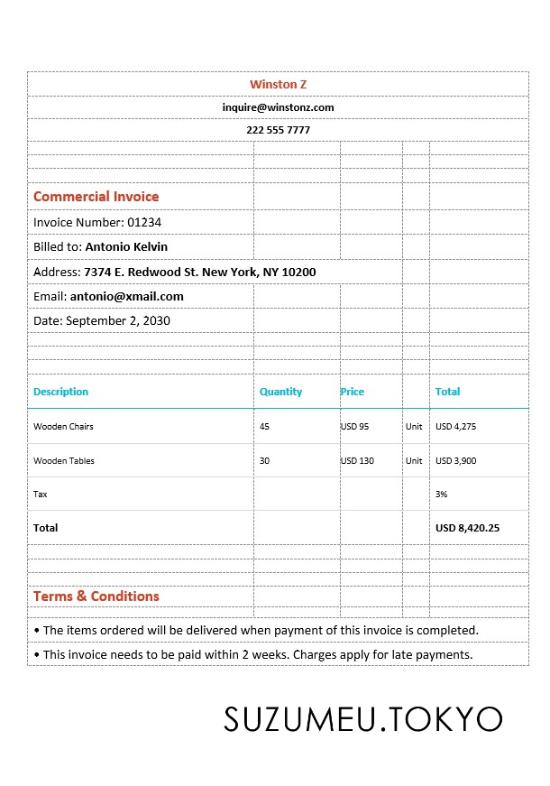 Winston Z
inquire@winstonz.com
222 555 7777
Commercial Invoice
Invoice Number: 01234
Billed to: Antonio Kelvin
Address: 7374 E. Redwood St. New York, NY 10200
Email: antonio@xmail.com
Date: September 2, 2030
Description Quantity Price Total
Wooden Chairs 45 USD 95 Unit USD 4,275
Wooden Tables 30 USD 130 Unit USD 3,900
Tax 3%
Total USD 8,420.25
Terms & Conditions
• The items ordered will be delivered when payment of this invoice is completed.
• This invoice needs to be paid within 2 weeks. Charges apply for late payments.
SUZUMEU.TOKYO